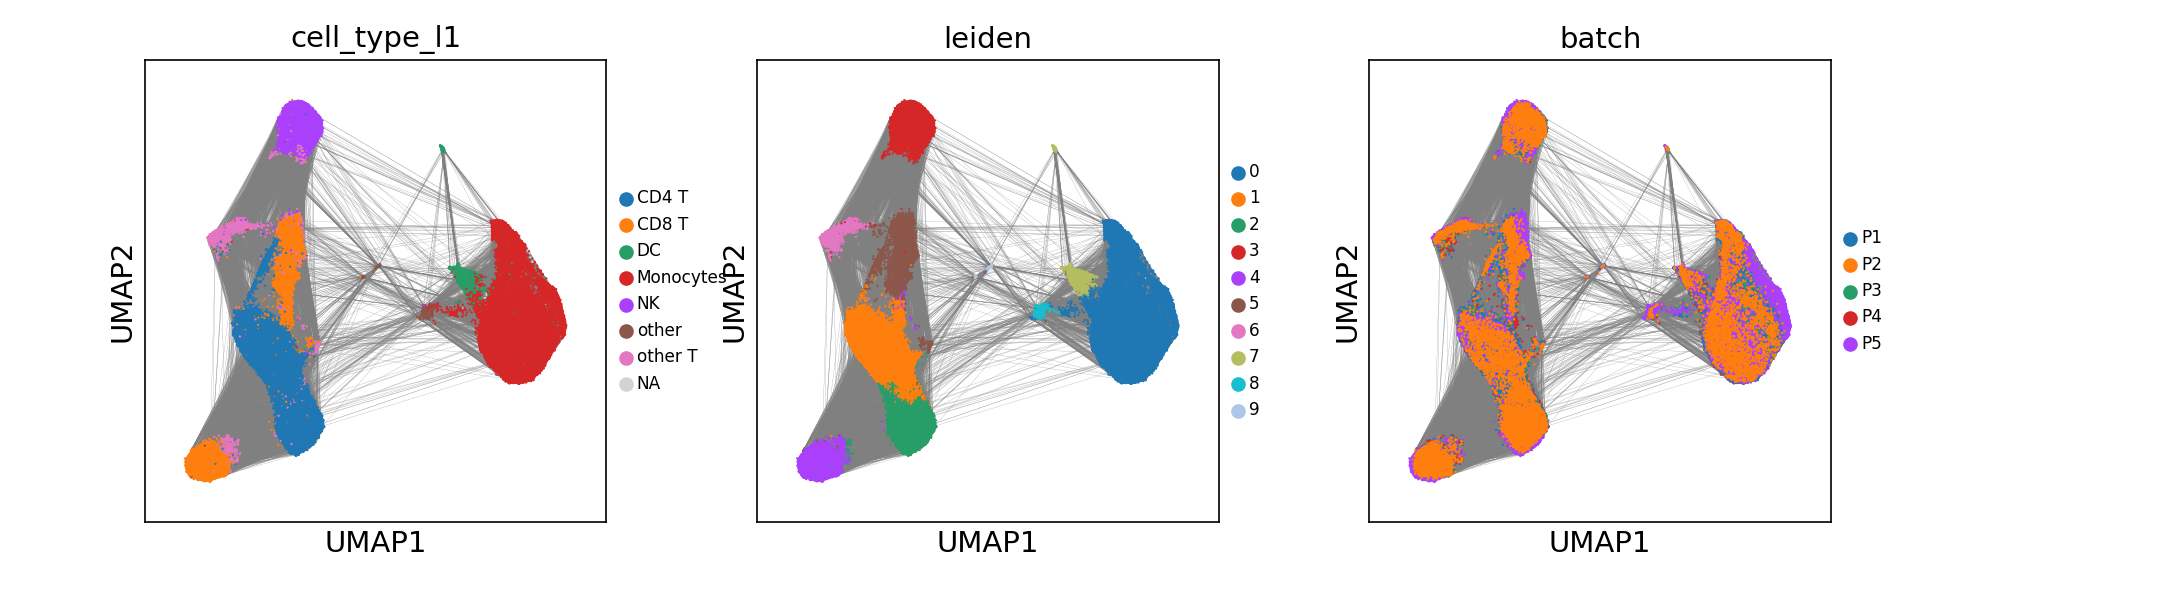 cell_type_l1
UMAP2
UMAP1
CD4 T
CD8 T
DC
Monocytes
NK
other
other T
NA
leiden
UMAP2
UMAP1
0
1
2
3
4
5
6
7
8
9
batch
UMAP2
UMAP1
P1
P2
P3
P4
P5